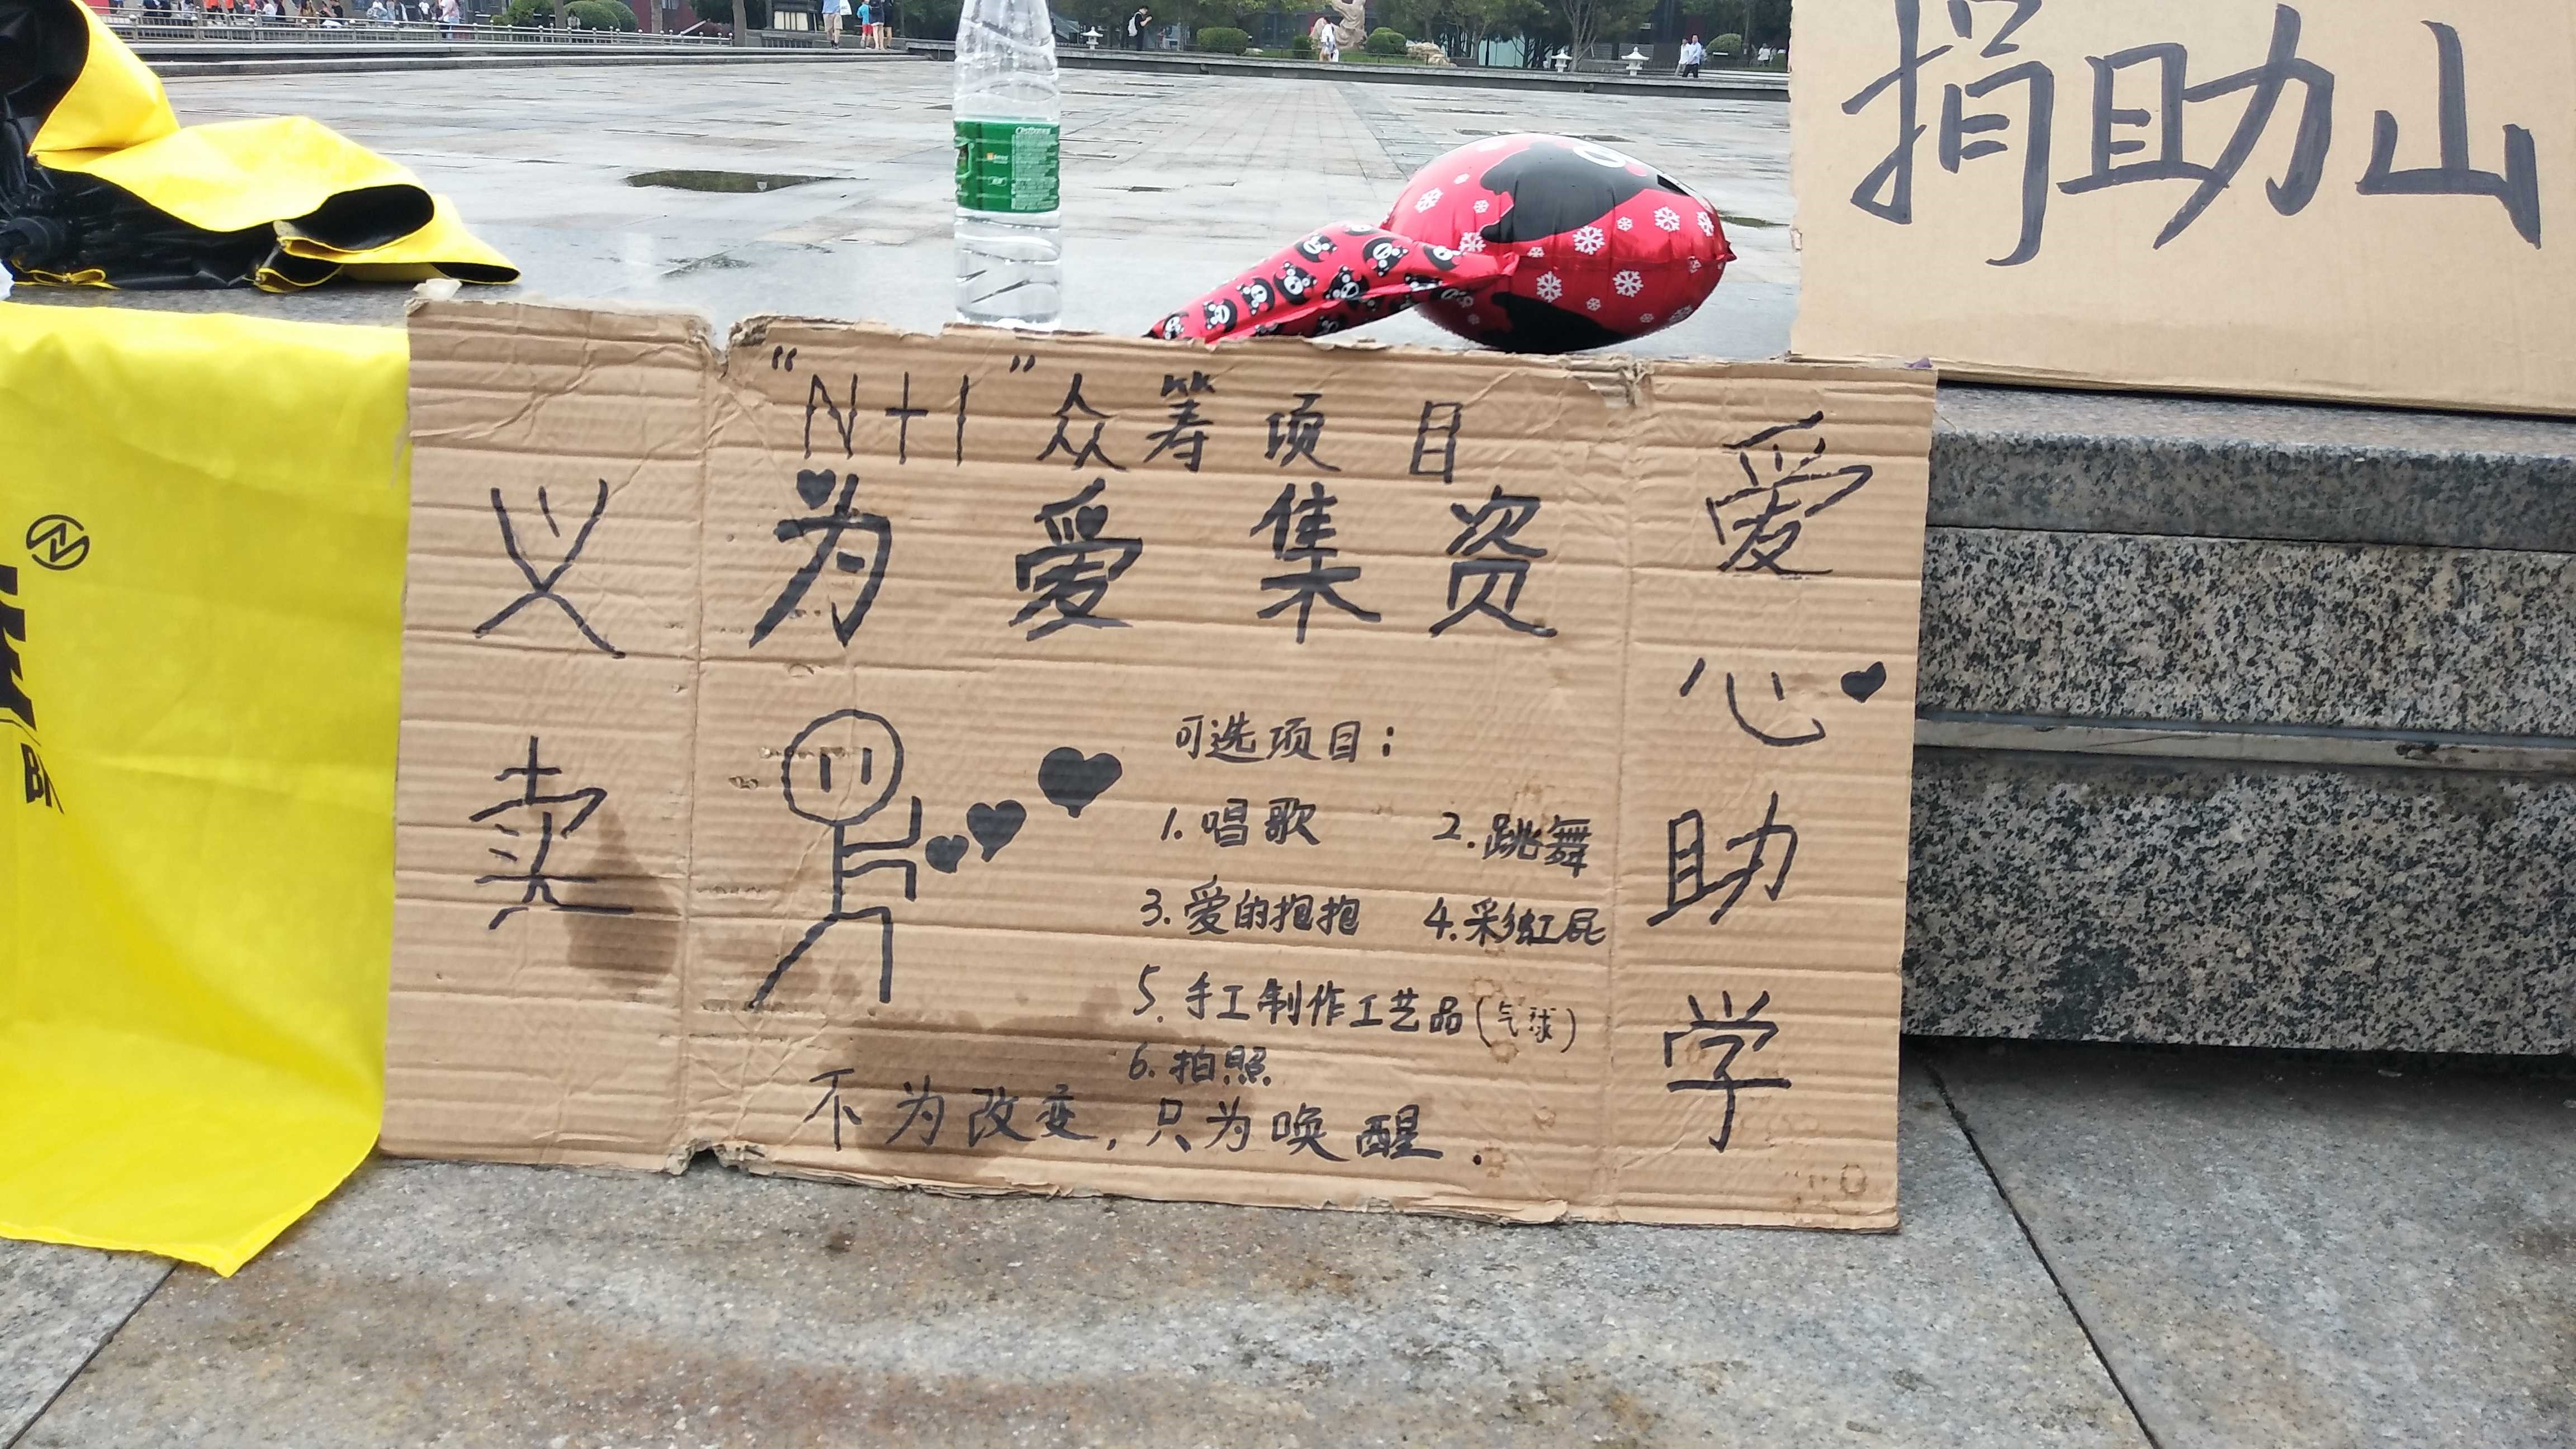 捐助山
"N+1"众筹项目
为爱集资
义卖
爱心助学
可选项目:
1.唱歌 2.跳舞
3.爱的抱抱 4.彩虹屁
5.手工制作工艺品(气球)
6.拍照
不为改变,只为唤醒.